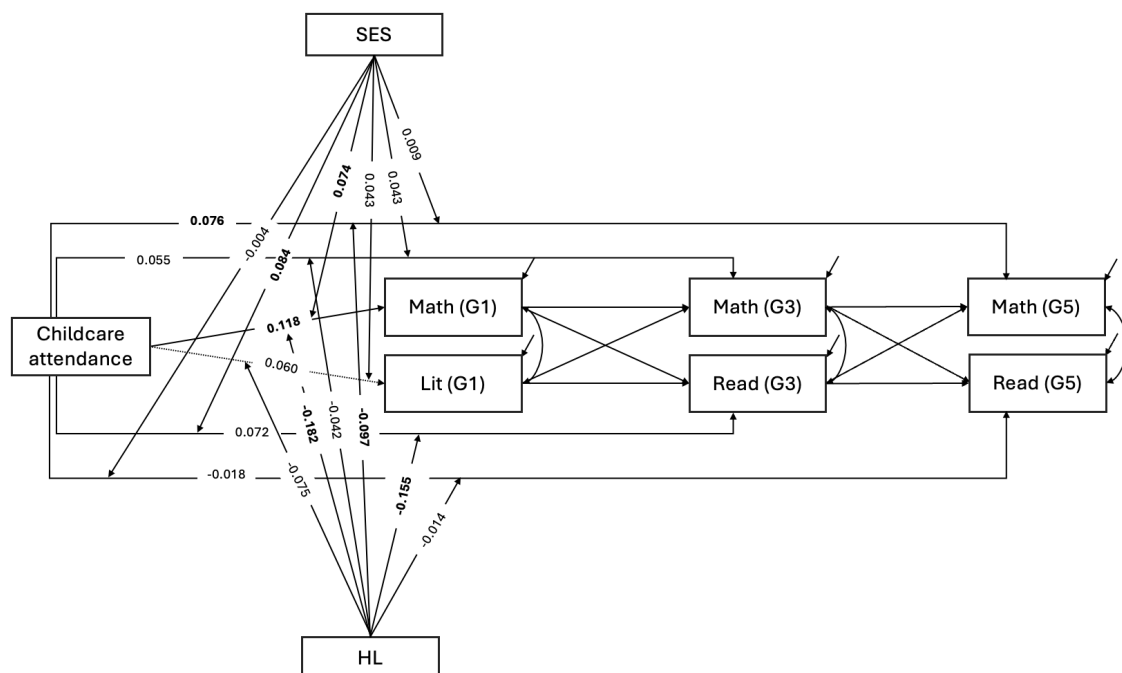 SES
0.009
0.074
0.043
0.043
0.076
-0.004
0.055
0.084
Math (G1)
Math (G3)
Math (G5)
Childcare
attendance
0.118
0.060
Lit (G1)
Read (G3)
Read (G5)
-0.182
-0.042
-0.097
0.072
-0.018
-0.075
-0.155
-0.014
HL